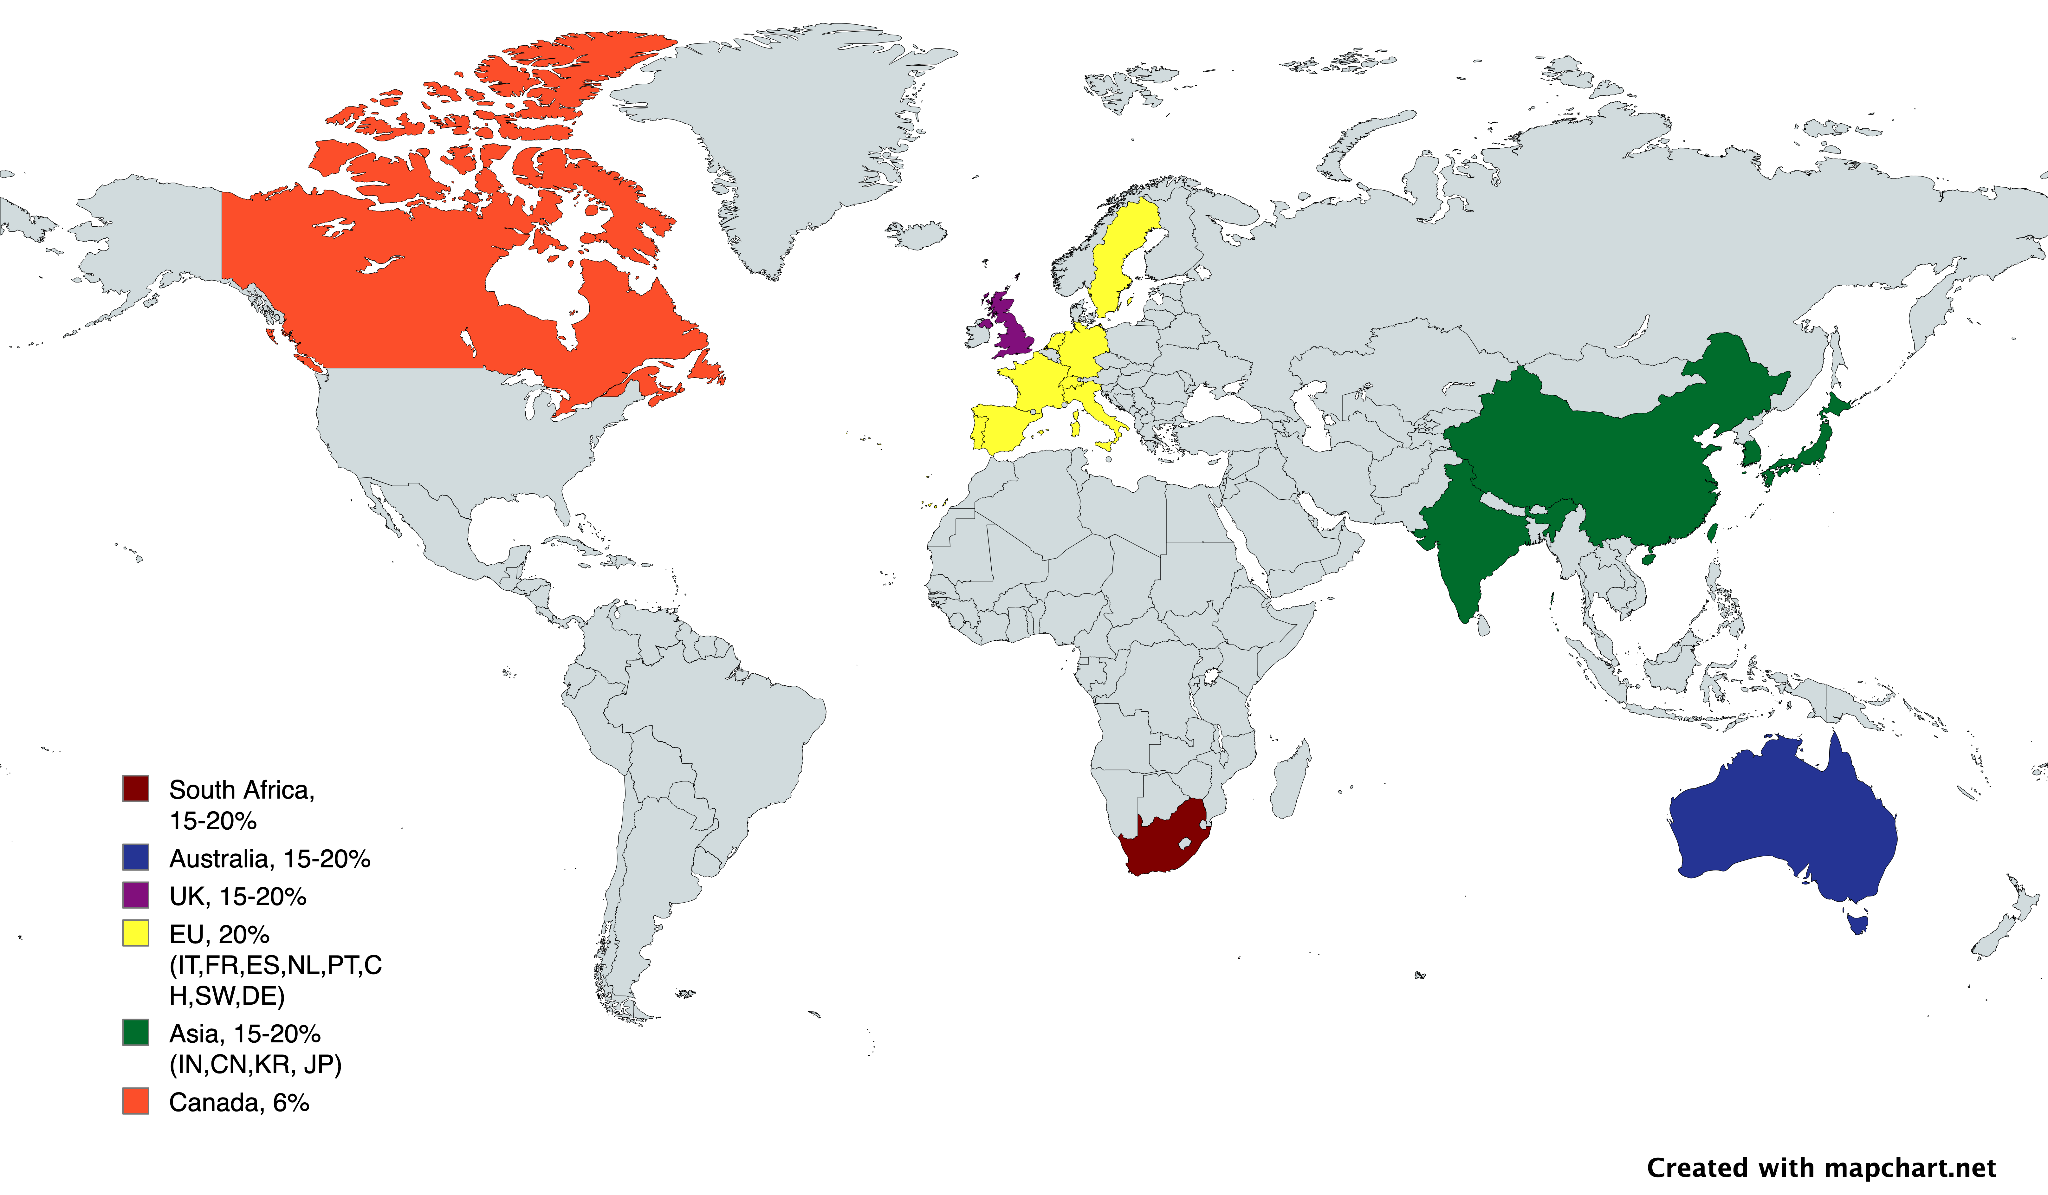 South Africa,
15-20%
Australia, 15-20%
UK, 15-20%
EU, 20%
(IT,FR,ES,NL,PT,C
H,SW,DE)
Asia, 15-20%
(IN,CN,KR, JP)
Canada, 6%
Created with mapchart.net